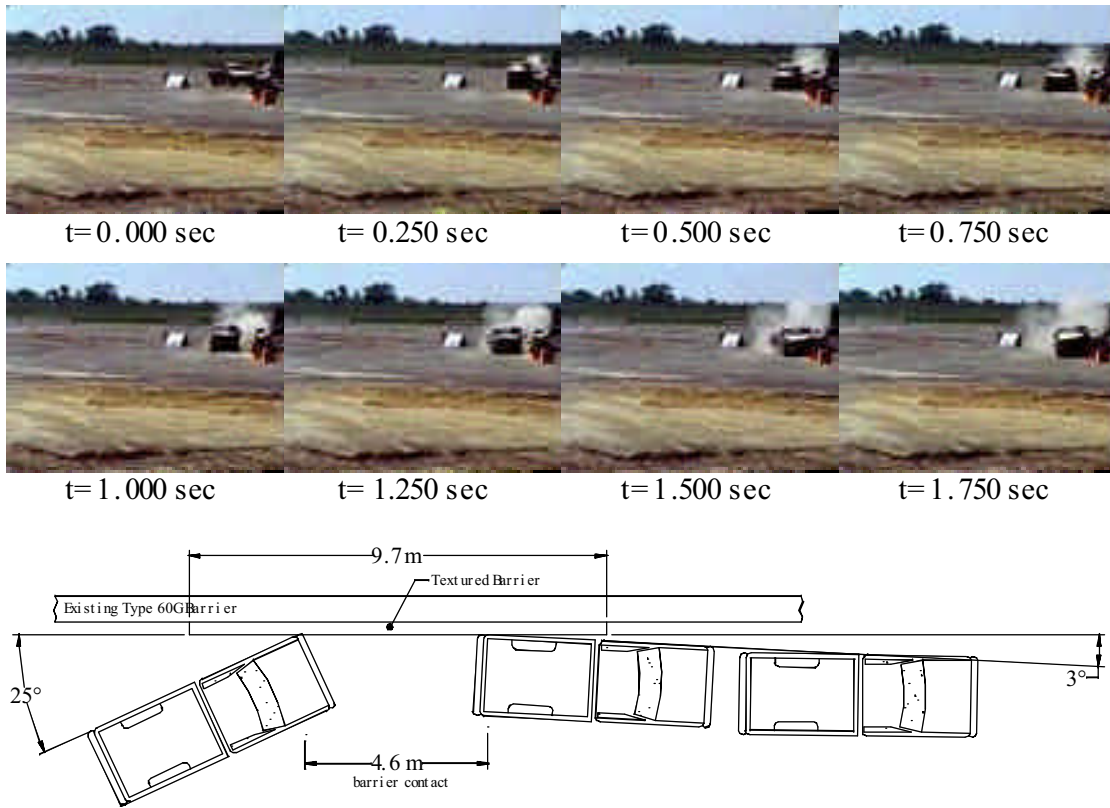 t=0.000 sec
t=0.250 sec
t=0.500 sec
t=0.750 sec
t=1.000 sec
t=1.250 sec
t=1.500 sec
t=1.750 sec
9.7m
Textured Barrier
Existing Type 60G Barrier
25°
3°
4.6 m
barrier contact